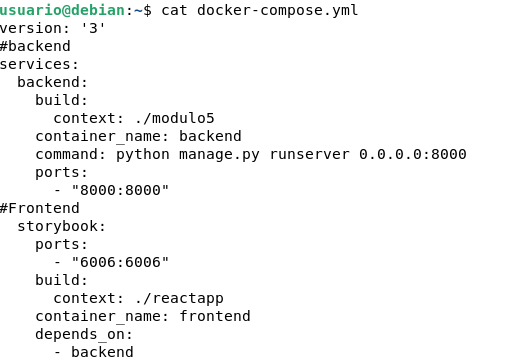 usuario@debian:~$ cat docker-compose.yml
version: '3'
#backend
services:
  backend:
    build:
      context: ./modulo5
    container_name: backend
    command: python manage.py runserver 0.0.0.0:8000
    ports:
      - "8000:8000"
#Frontend
  storybook:
    ports:
      - "6006:6006"
    build:
      context: ./reactapp
    container_name: frontend
    depends_on:
      - backend